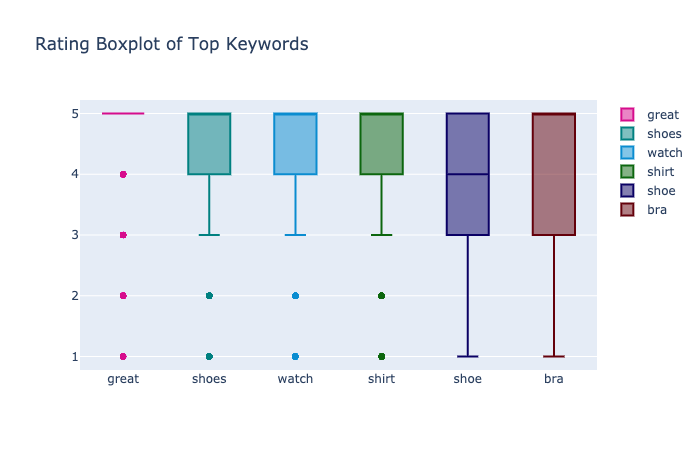 Rating Boxplot of Top Keywords
5
4
3
2
1
great
shoes
watch
shirt
shoe
bra
great
shoes
watch
shirt
shoe
bra